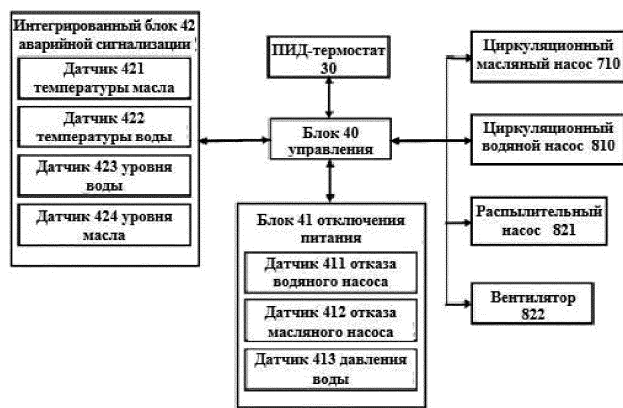 Интегрированный блок 42
аварийной сигнализации
Датчик 421
температуры масла
Датчик 422
температуры воды
Датчик 423 уровня
воды
Датчик 424 уровня
масла
ПИД-термостат
30
Блок 40
управления
Блок 41 отключения
питания
Датчик 411 отказа
водяного насоса
Датчик 412 отказа
масляного насоса
Датчик 413 давления
воды
Циркуляционный
масляный насос 710
Циркуляционный
водяной насос 810
Распылительный
насос 821
Вентилятор
822